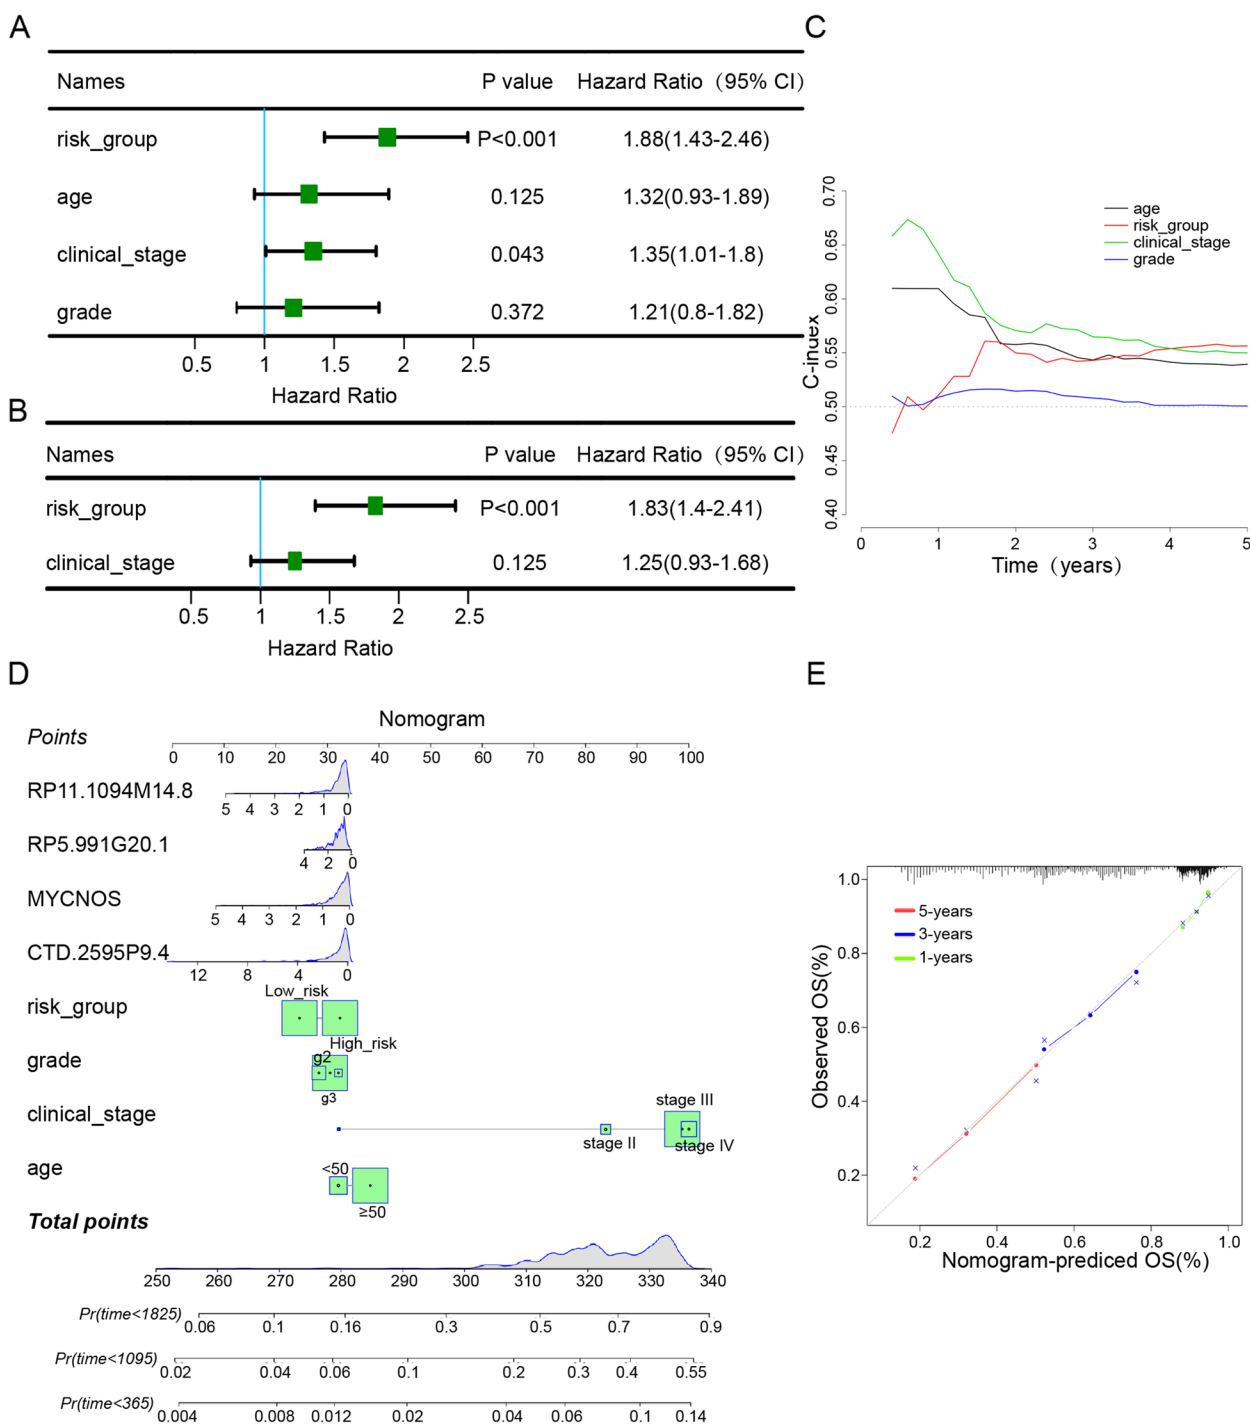 A
Names P value Hazard Ratio（95% CI）
risk_group P<0.001 1.88(1.43-2.46)
age 0.125 1.32(0.93-1.89)
clinical_stage 0.043 1.35(1.01-1.8)
grade 0.372 1.21(0.8-1.82)
0.5 1 1.5 2 2.5
Hazard Ratio
B
Names P value Hazard Ratio（95% CI）
risk_group P<0.001 1.83(1.4-2.41)
clinical_stage 0.125 1.25(0.93-1.68)
0.5 1 1.5 2 2.5
Hazard Ratio
C
age
risk_group
clinical_stage
grade
C-index
0.70
0.65
0.60
0.55
0.50
0.45
0.40
0 1 2 3 4 5
Time（years）
D
Nomogram
Points
0 10 20 30 40 50 60 70 80 90 100
RP11.1094M14.8
5 4 3 2 1 0
RP5.991G20.1
4 2 0
MYCNOS
5 4 3 2 1 0
CTD.2595P9.4
12 8 4 0
risk_group
Low_risk
High_risk
grade
g2
g3
clinical_stage
stage III
stage II
stage IV
age
<50
≥50
Total points
250 260 270 280 290 300 310 320 330 340
Pr(time<1825)
0.06 0.1 0.16 0.3 0.5 0.7 0.9
Pr(time<1095)
0.02 0.04 0.06 0.1 0.2 0.3 0.4 0.55
Pr(time<365)
0.004 0.008 0.012 0.02 0.04 0.06 0.1 0.14
E
5-years
3-years
1-years
Observed OS(%)
1.0
0.8
0.6
0.4
0.2
0.2 0.4 0.6 0.8 1.0
Nomogram-prediced OS(%)